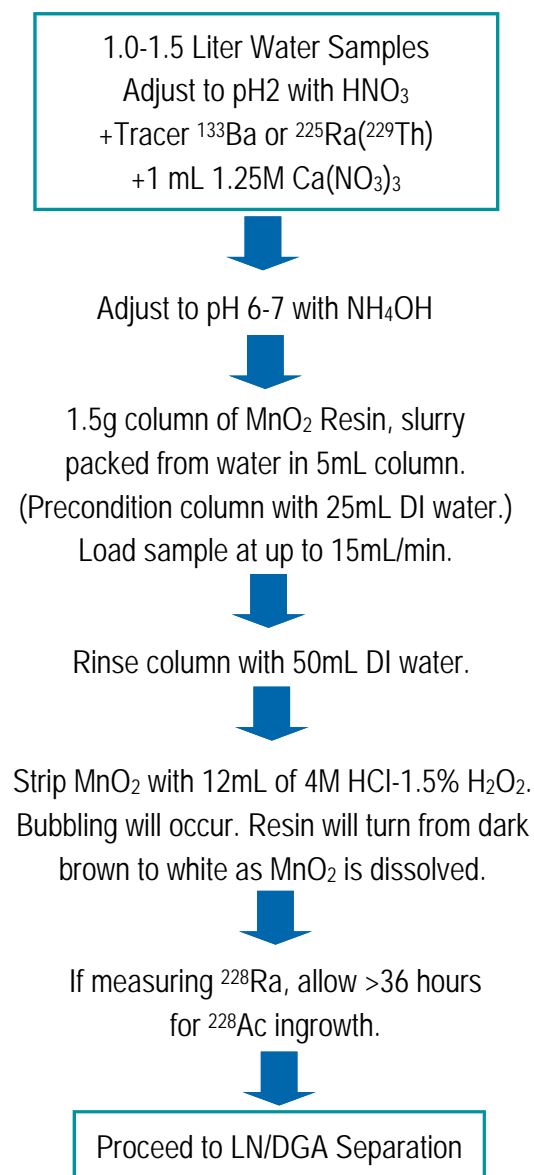 1.0-1.5 Liter Water Samples
Adjust to pH2 with HNO₃
+Tracer ¹³³Ba or ²²⁵Ra(²²⁹Th)
+1 mL 1.25M Ca(NO₃)₃
Adjust to pH 6-7 with NH₄OH
1.5g column of MnO₂ Resin, slurry
packed from water in 5mL column.
(Precondition column with 25mL DI water.)
Load sample at up to 15mL/min.
Rinse column with 50mL DI water.
Strip MnO₂ with 12mL of 4M HCl-1.5% H₂O₂.
Bubbling will occur. Resin will turn from dark
brown to white as MnO₂ is dissolved.
If measuring ²²⁸Ra, allow >36 hours
for ²²⁸Ac ingrowth.
Proceed to LN/DGA Separation